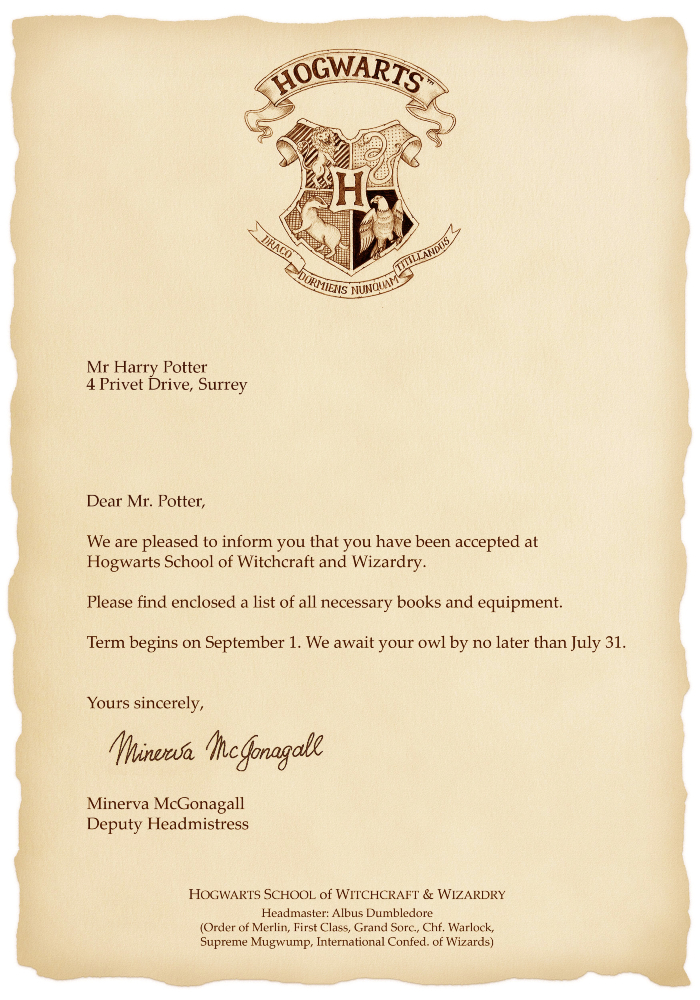 HOGWARTS™
H
DRACO DORMIENS NUNQUAM TITILLANDUS
Mr Harry Potter
4 Privet Drive, Surrey
Dear Mr. Potter,
We are pleased to inform you that you have been accepted at
Hogwarts School of Witchcraft and Wizardry.
Please find enclosed a list of all necessary books and equipment.
Term begins on September 1. We await your owl by no later than July 31.
Yours sincerely,
Minerva McGonagall
Minerva McGonagall
Deputy Headmistress
HOGWARTS SCHOOL of WITCHCRAFT & WIZARDRY
Headmaster: Albus Dumbledore
(Order of Merlin, First Class, Grand Sorc., Chf. Warlock,
Supreme Mugwump, International Confed. of Wizards)